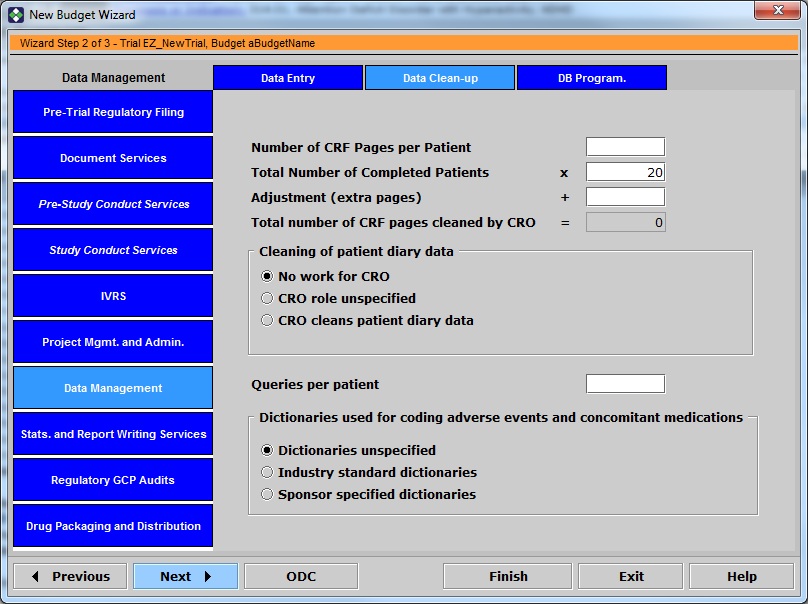 New Budget Wizard
Wizard Step 2 of 3 - Trial EZ_NewTrial, Budget aBudgetName
Data Management
Data Entry
Data Clean-up
DB Program.
Pre-Trial Regulatory Filing
Document Services
Pre-Study Conduct Services
Study Conduct Services
IVRS
Project Mgmt. and Admin.
Data Management
Stats. and Report Writing Services
Regulatory GCP Audits
Drug Packaging and Distribution
Number of CRF Pages per Patient
Total Number of Completed Patients x 20
Adjustment (extra pages) +
Total number of CRF pages cleaned by CRO = 0
Cleaning of patient diary data
No work for CRO
CRO role unspecified
CRO cleans patient diary data
Queries per patient
Dictionaries used for coding adverse events and concomitant medications
Dictionaries unspecified
Industry standard dictionaries
Sponsor specified dictionaries
Previous
Next
ODC
Finish
Exit
Help